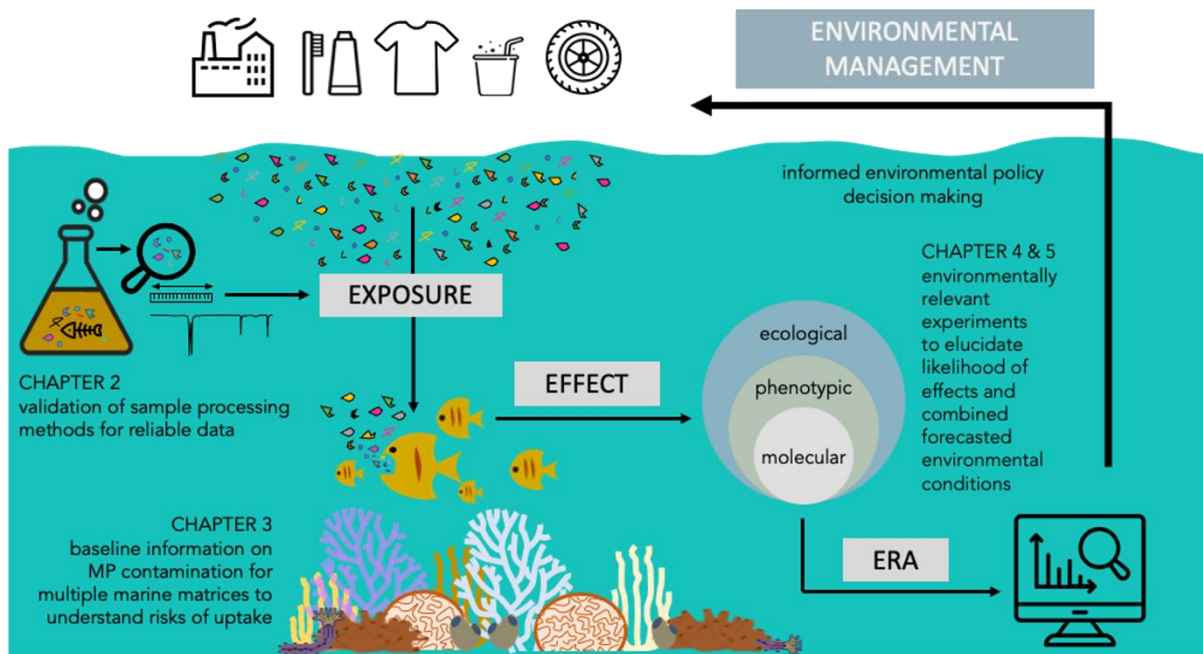 ENVIRONMENTAL
MANAGEMENT
informed environmental policy
decision making
EXPOSURE
CHAPTER 2
validation of sample processing
methods for reliable data
EFFECT
ecological
phenotypic
molecular
CHAPTER 4 & 5
environmentally
relevant
experiments
to elucidate
likelihood of
effects and
combined
forecasted
environmental
conditions
CHAPTER 3
baseline information on
MP contamination for
multiple marine matrices to
understand risks of uptake
ERA